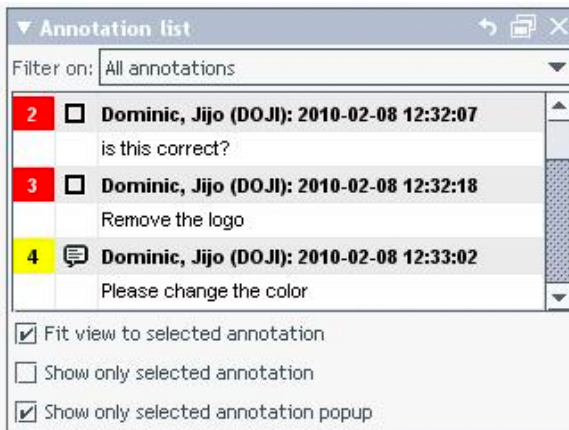 Annotation list
Filter on: All annotations
2 Dominic, Jijo (DOJI): 2010-02-08 12:32:07
is this correct?
3 Dominic, Jijo (DOJI): 2010-02-08 12:32:18
Remove the logo
4 Dominic, Jijo (DOJI): 2010-02-08 12:33:02
Please change the color
Fit view to selected annotation
Show only selected annotation
Show only selected annotation popup